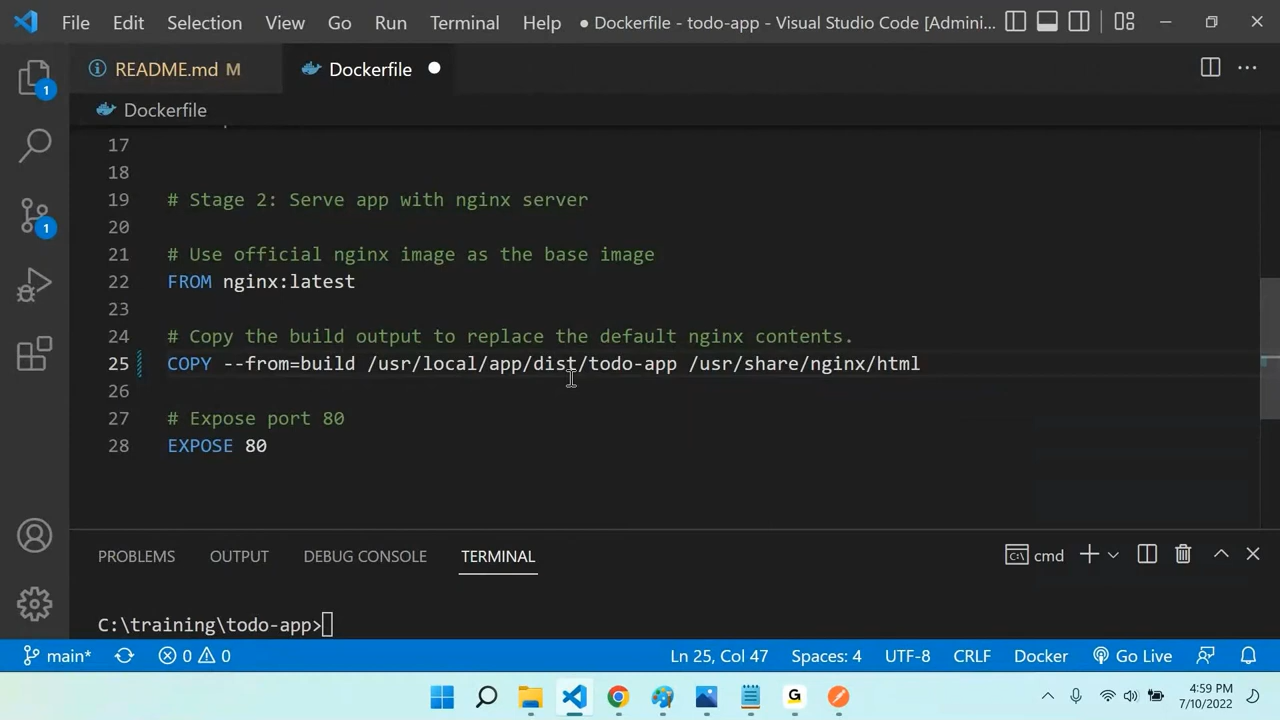 File Edit Selection View Go Run Terminal Help ● Dockerfile - todo-app - Visual Studio Code [Admini...
README.md M Dockerfile
Dockerfile
1
17
18
19 # Stage 2: Serve app with nginx server
20
21 # Use official nginx image as the base image
22 FROM nginx:latest
23
24 # Copy the build output to replace the default nginx contents.
25 COPY --from=build /usr/local/app/dist/todo-app /usr/share/nginx/html
26
27 # Expose port 80
28 EXPOSE 80
1
PROBLEMS OUTPUT DEBUG CONSOLE TERMINAL cmd
C:\training\todo-app>
main* 0 0 Ln 25, Col 47 Spaces: 4 UTF-8 CRLF Docker Go Live
G 4:59 PM
7/10/2022